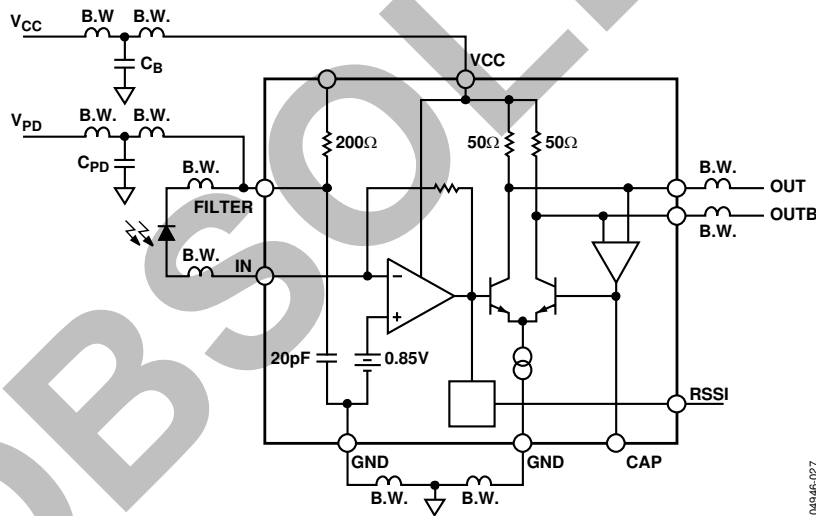 B.W B.W.
VCC
CB
VCC
B.W. B.W.
VPD
CPD
200Ω 50Ω 50Ω
B.W.
B.W.
OUT
FILTER
OUTB
B.W.
B.W. IN
−
+
20pF 0.85V
RSSI
GND GND CAP
B.W. B.W.
04946-027
OBSOLE